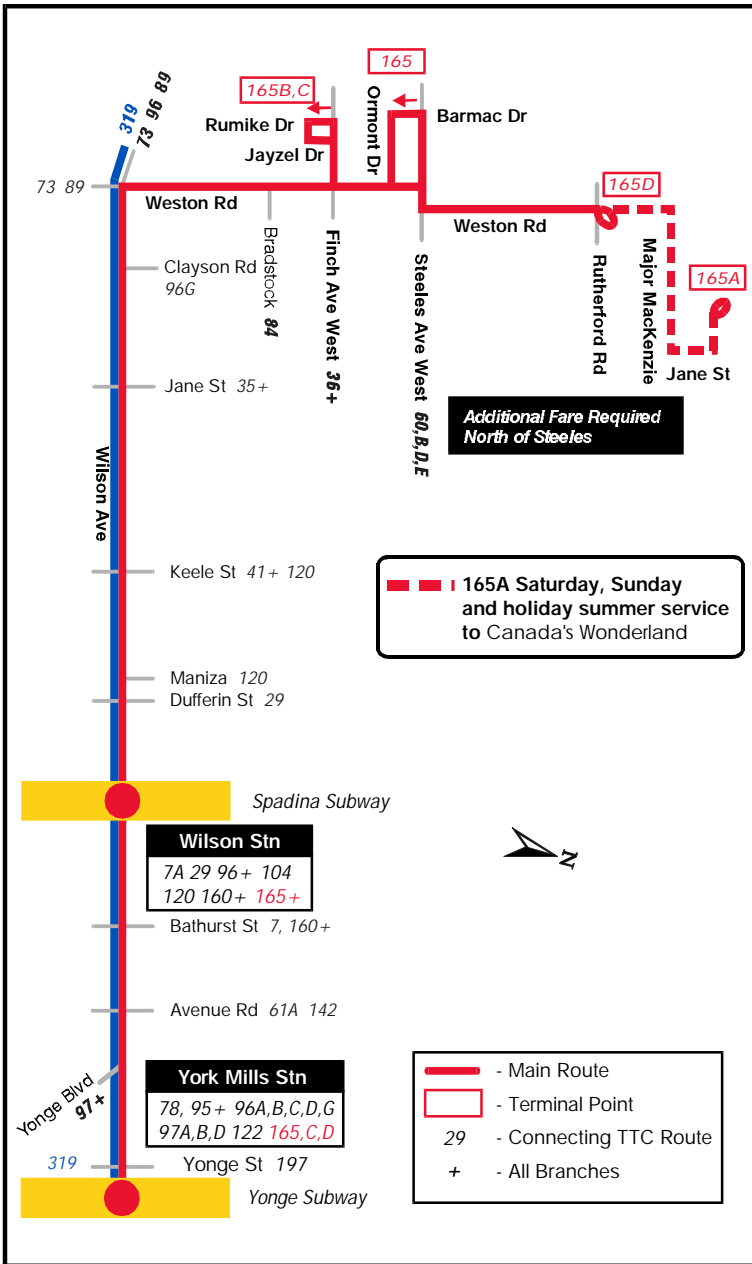 165
165B,C
319
73 96 89
Rumike Dr
Jayzel Dr
Ormont Dr
Barmac Dr
73 89
Weston Rd
165D
Weston Rd
165A
Clayson Rd
96G
Bradstock 84
Finch Ave West 36+
Steeles Ave West 60,B,D,E
Rutherford Rd
Major MacKenzie
Jane St
Jane St 35+
Additional Fare Required
North of Steeles
Wilson Ave
Keele St 41+ 120
165A Saturday, Sunday
and holiday summer service
to Canada's Wonderland
Maniza 120
Dufferin St 29
Spadina Subway
Wilson Stn
7A 29 96+ 104
120 160+ 165+
N
Bathurst St 7, 160+
Avenue Rd 61A 142
Yonge Blvd
97+
York Mills Stn
78, 95+ 96A,B,C,D,G
97A,B,D 122 165,C,D
319
Yonge St 197
Yonge Subway
- Main Route
- Terminal Point
29 - Connecting TTC Route
+ - All Branches